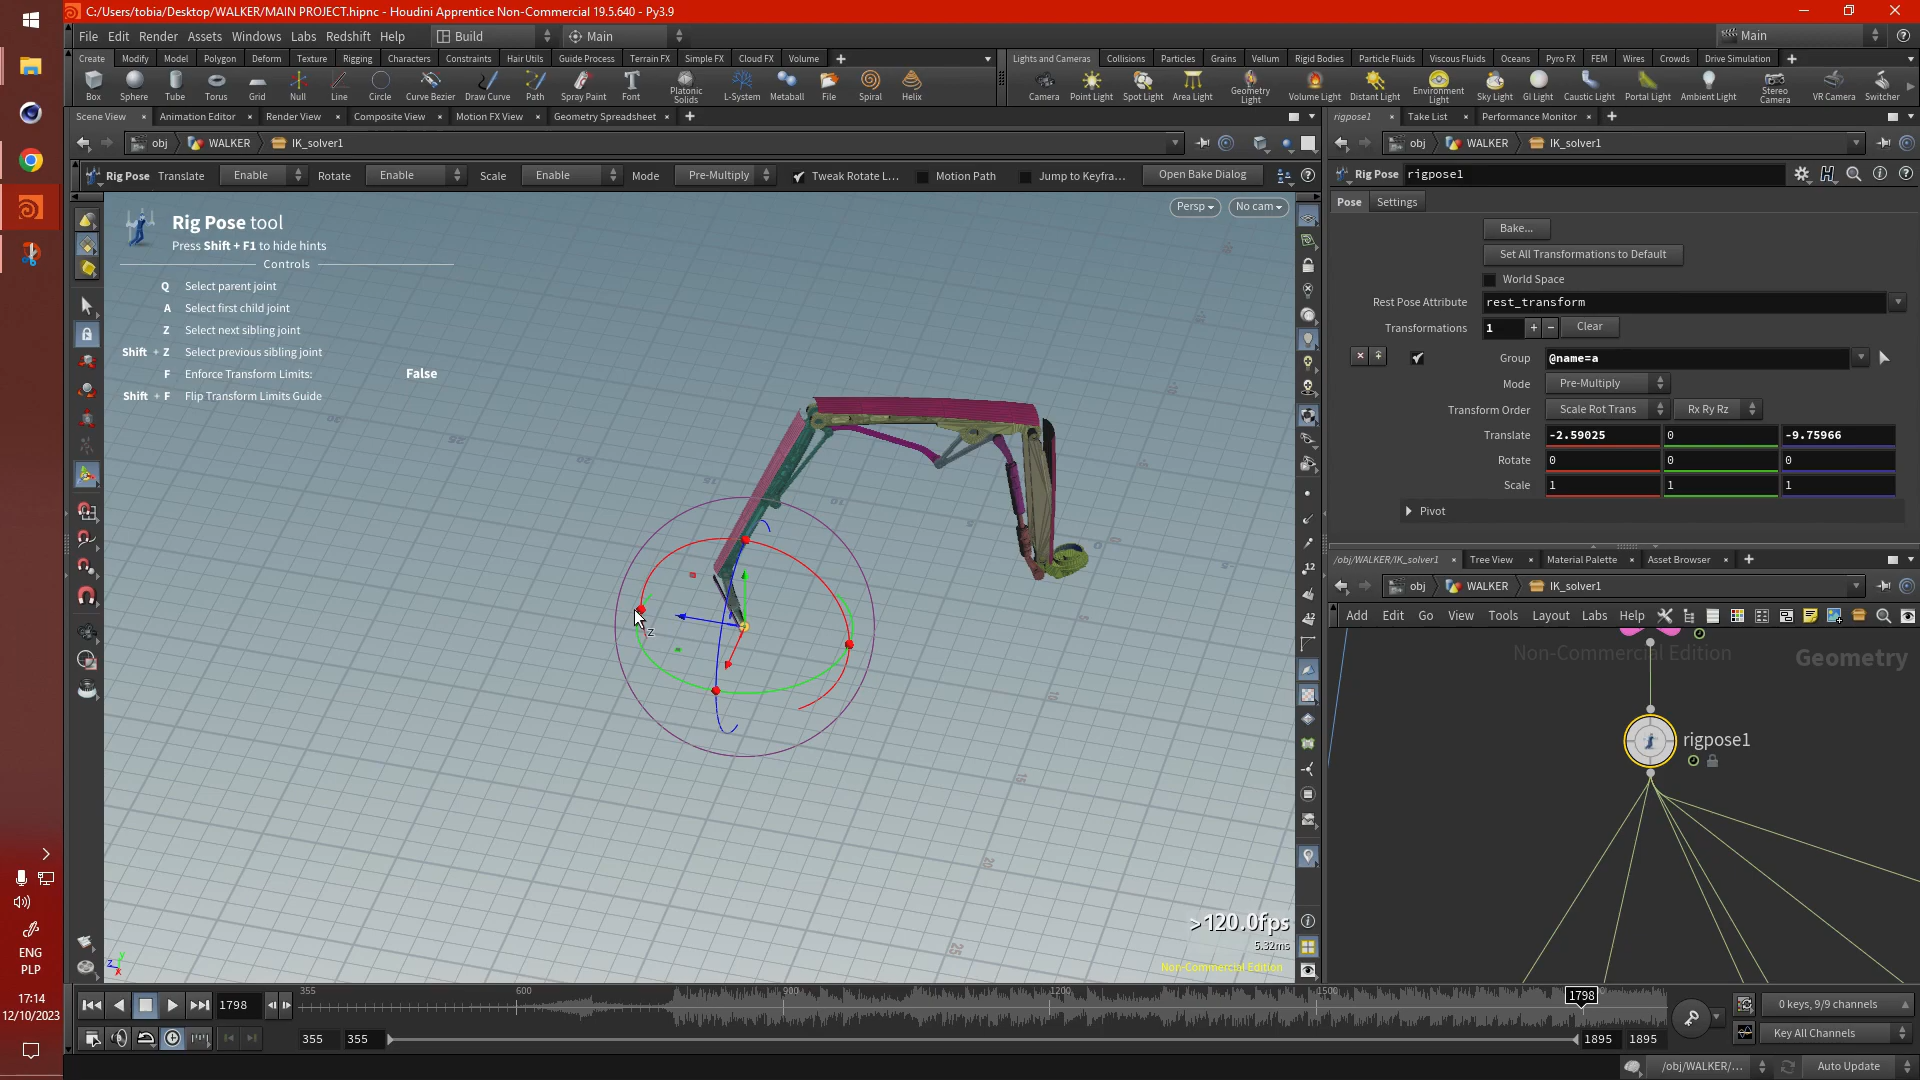 C:/Users/tobia/Desktop/WALKER/MAIN PROJECT.hipnc - Houdini Apprentice Non-Commercial 19.5.640 - Py3.9
File Edit Render Assets Windows Labs Redshift Help Build Main
Main
Create Modify Model Polygon Deform Texture Rigging Characters Constraints Hair Utils Guide Process Terrain FX Simple FX Cloud FX Volume
Lights and Cameras Collisions Particles Grains Vellum Rigid Bodies Particle Fluids Viscous Fluids Oceans Pyro FX FEM Wires Crowds Drive Simulation
Box Sphere Tube Torus Grid Null Line Circle Curve Bezier Draw Curve Path Spray Paint Font Platonic Solids L-System Metaball File Spiral Helix
Camera Point Light Spot Light Area Light Geometry Light Volume Light Distant Light Environment Light Sky Light GI Light Caustic Light Portal Light Ambient Light Stereo Camera VR Camera Switcher
Scene View Animation Editor Render View Composite View Motion FX View Geometry Spreadsheet
rigpose1 Take List Performance Monitor
obj WALKER IK_solver1
obj WALKER IK_solver1
Rig Pose Translate Enable Rotate Enable Scale Enable Mode Pre-Multiply Tweak Rotate L... Motion Path Jump to Keyfra... Open Bake Dialog
Rig Pose rigpose1
Pose Settings
Persp No cam
Rig Pose tool
Press Shift + F1 to hide hints
Controls
Q Select parent joint
A Select first child joint
Z Select next sibling joint
Shift + Z Select previous sibling joint
F Enforce Transform Limits: False
Shift + F Flip Transform Limits Guide
z
>120.0fps
5.32ms
Non-Commercial Edition
Bake...
Set All Transformations to Default
World Space
Rest Pose Attribute rest_transform
Transformations 1 + − Clear
Group @name=a
Mode Pre-Multiply
Transform Order Scale Rot Trans Rx Ry Rz
Translate -2.59025 0 -9.75966
Rotate 0 0 0
Scale 1 1 1
Pivot
/obj/WALKER/IK_solver1 Tree View Material Palette Asset Browser
obj WALKER IK_solver1
Add Edit Go View Tools Layout Labs Help
Non-Commercial Edition
Geometry
rigpose1
ENG
PLP
17:14
12/10/2023
1798
355 600 900 1200 1500
1798
0 keys, 9/9 channels
355 355 1895 1895
Key All Channels
/obj/WALKER/... Auto Update